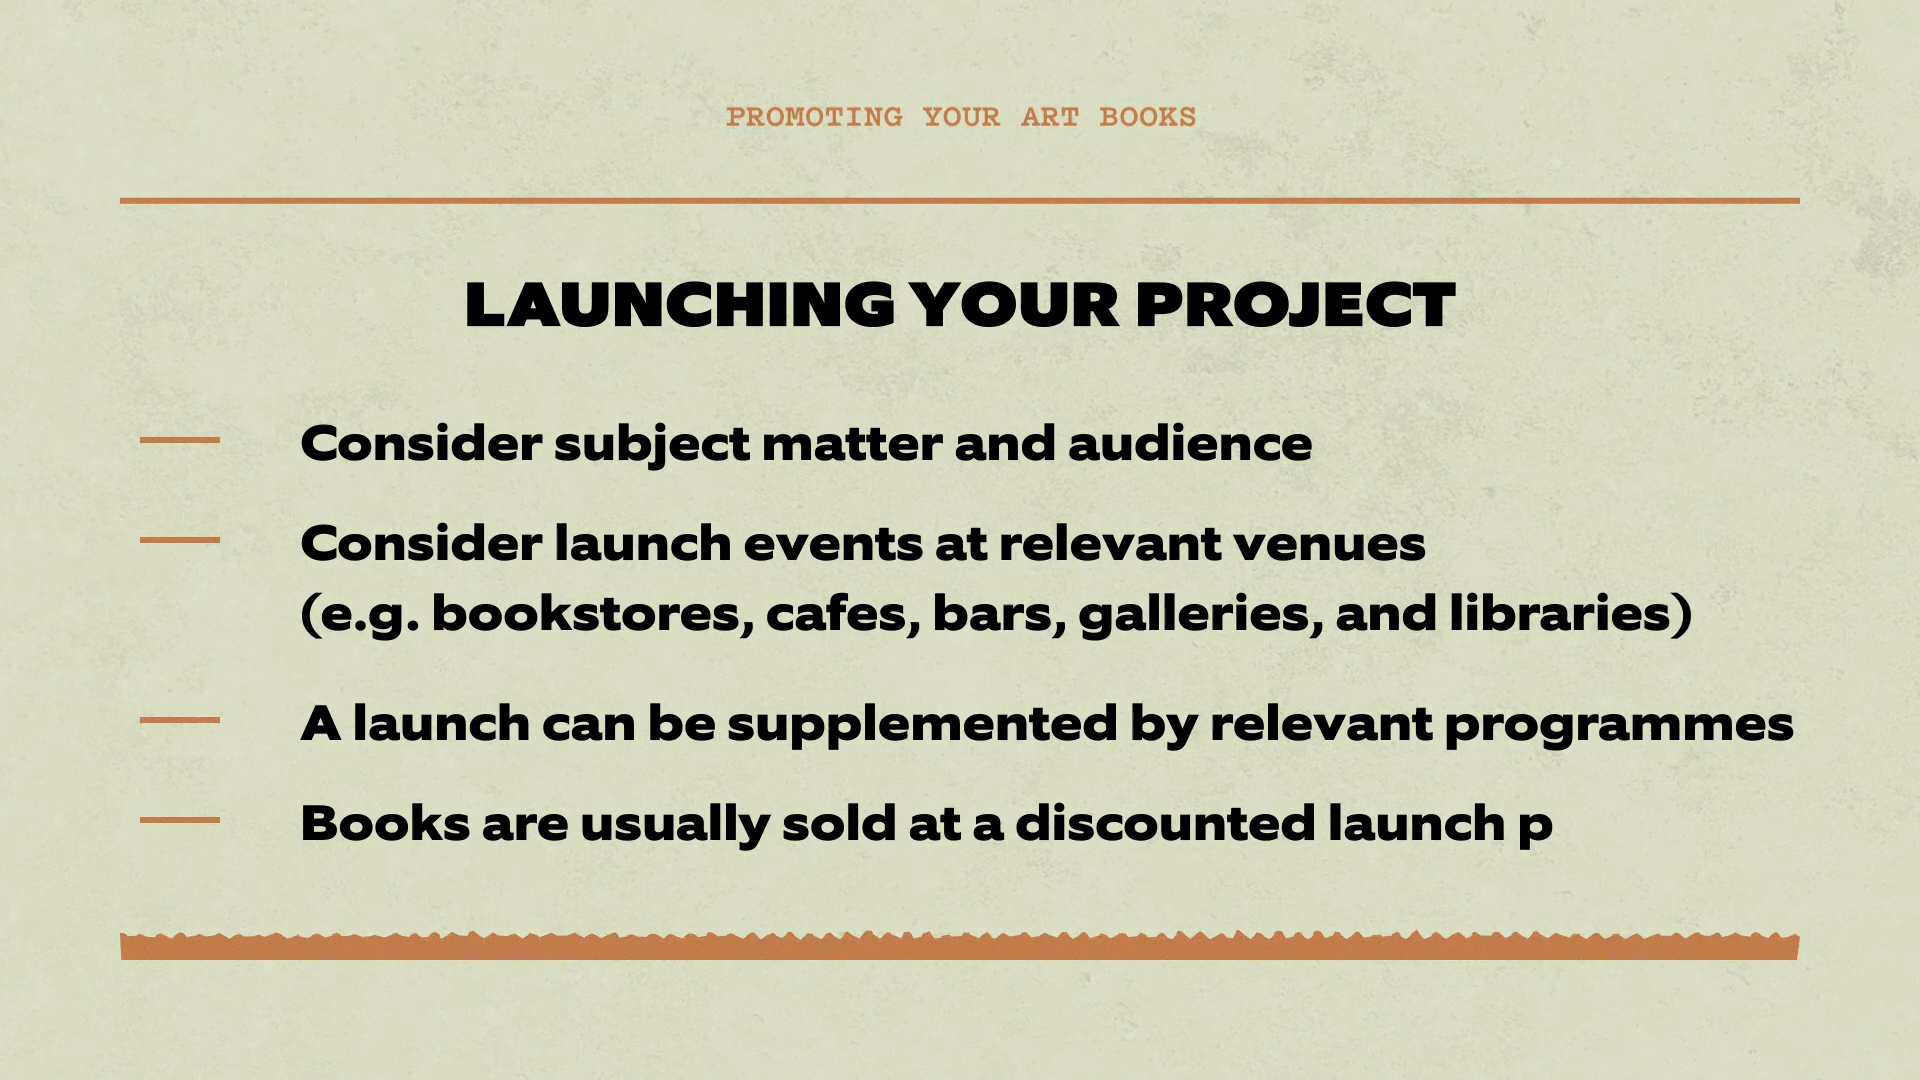 PROMOTING YOUR ART BOOKS
LAUNCHING YOUR PROJECT
Consider subject matter and audience
Consider launch events at relevant venues
(e.g. bookstores, cafes, bars, galleries, and libraries)
A launch can be supplemented by relevant programmes
Books are usually sold at a discounted launch p